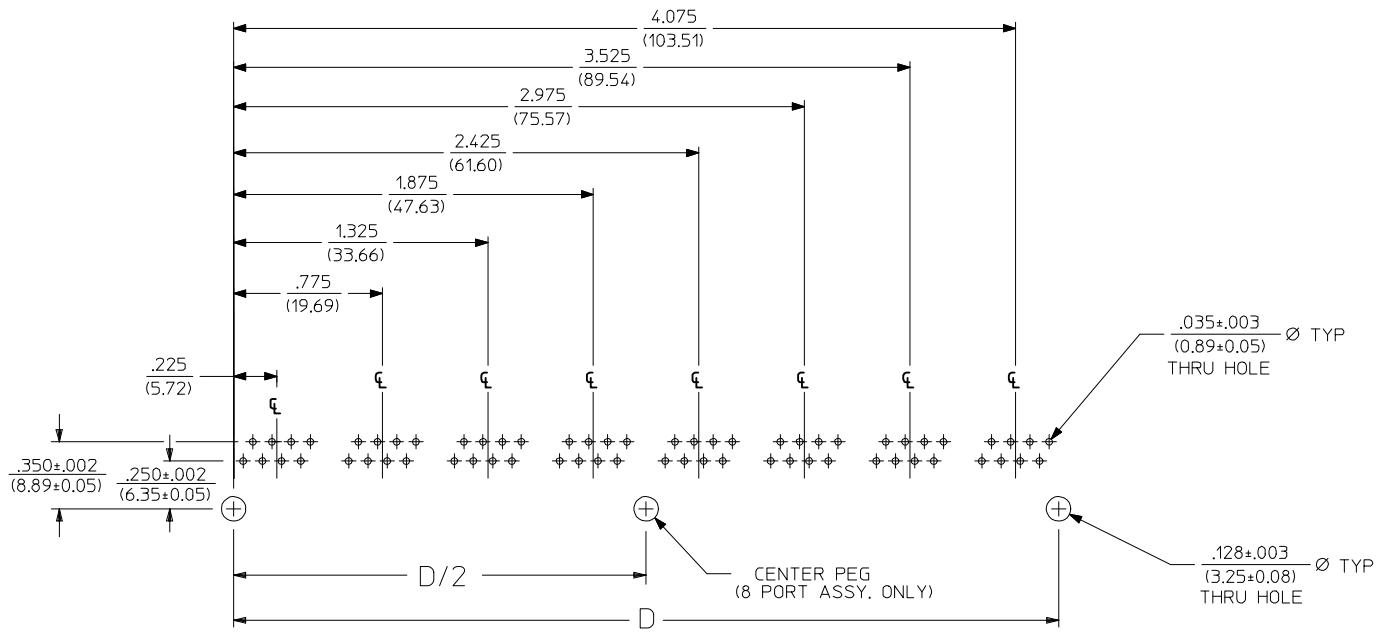 4.075
(103.51)
3.525
(89.54)
2.975
(75.57)
2.425
(61.60)
1.875
(47.63)
1.325
(33.66)
.775
(19.69)
.035±.003 Ø TYP
(0.89±0.05)
THRU HOLE
.225
(5.72)
℄ ℄ ℄ ℄ ℄ ℄ ℄
℄
.350±.002
(8.89±0.05)
.250±.002
(6.35±0.05)
.128±.003 Ø TYP
(3.25±0.08)
THRU HOLE
D/2
CENTER PEG
(8 PORT ASSY. ONLY)
D